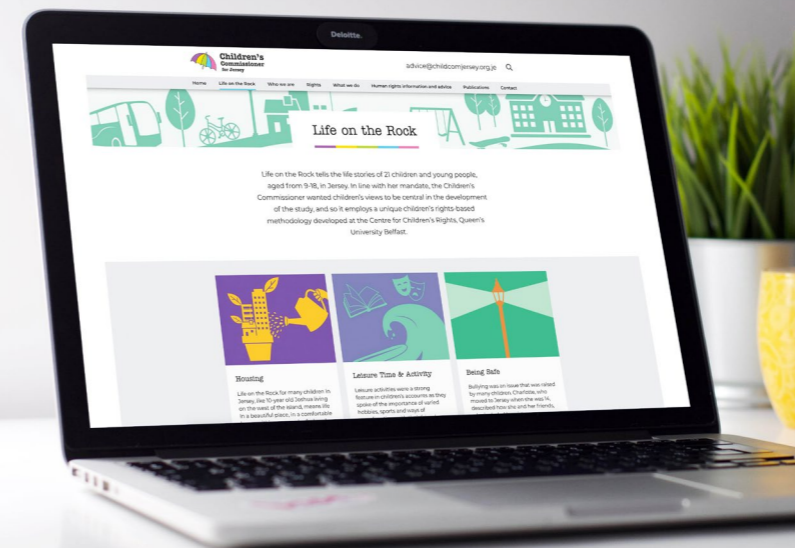 Deloitte.
Children's
Commissioner
for Jersey
advice@childcomjersey.org.je
Home Life on the Rock Who we are Rights What we do Human rights information and advice Publications Contact
Life on the Rock
Life on the Rock tells the life stories of 21 children and young people,
aged from 9-18, in Jersey. In line with her mandate, the Children's
Commissioner wanted children's views to be central in the development
of the study, and so it employs a unique children's rights-based
methodology developed at the Centre for Children's Rights, Queen's
University Belfast.
Housing
Life on the Rock for many children in
Jersey, like 10-year old Joshua living
on the west of the island, means life
in a beautiful place, in a comfortable
Leisure Time & Activity
Leisure activities were a strong
feature in children's accounts as they
spoke of the importance of varied
hobbies, sports and ways of
Being Safe
Bullying was an issue that was raised
by many children. Charlotte, who
moved to Jersey when she was 14,
described how she and her friends,